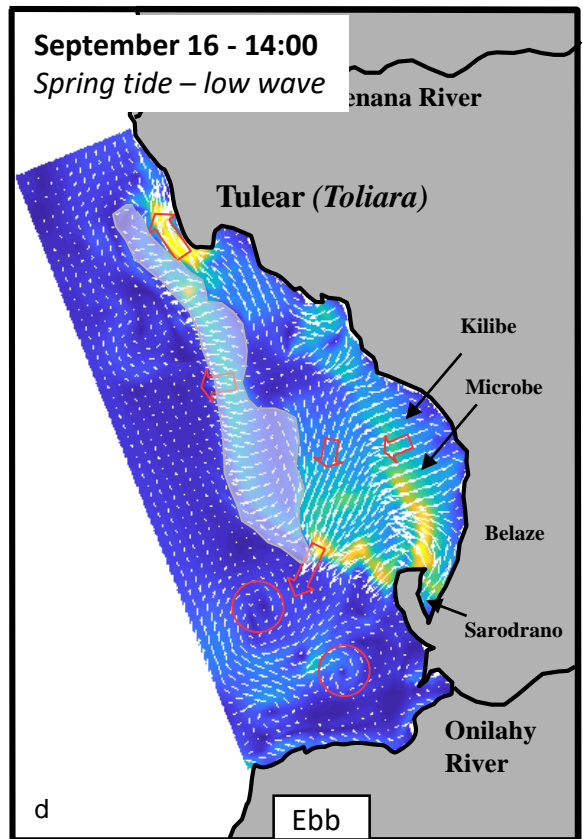 September 16 - 14:00
Spring tide – low wave
enana River
Tulear (Toliara)
Kilibe
Microbe
Belaze
Sarodrano
Onilahy
River
d
Ebb